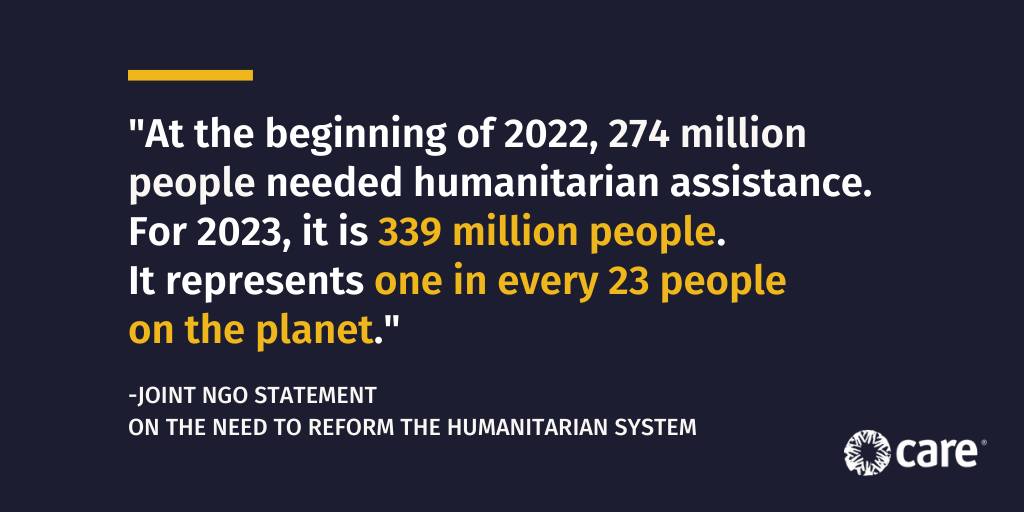 "At the beginning of 2022, 274 million
people needed humanitarian assistance.
For 2023, it is 339 million people.
It represents one in every 23 people
on the planet."
-JOINT NGO STATEMENT
ON THE NEED TO REFORM THE HUMANITARIAN SYSTEM
care®